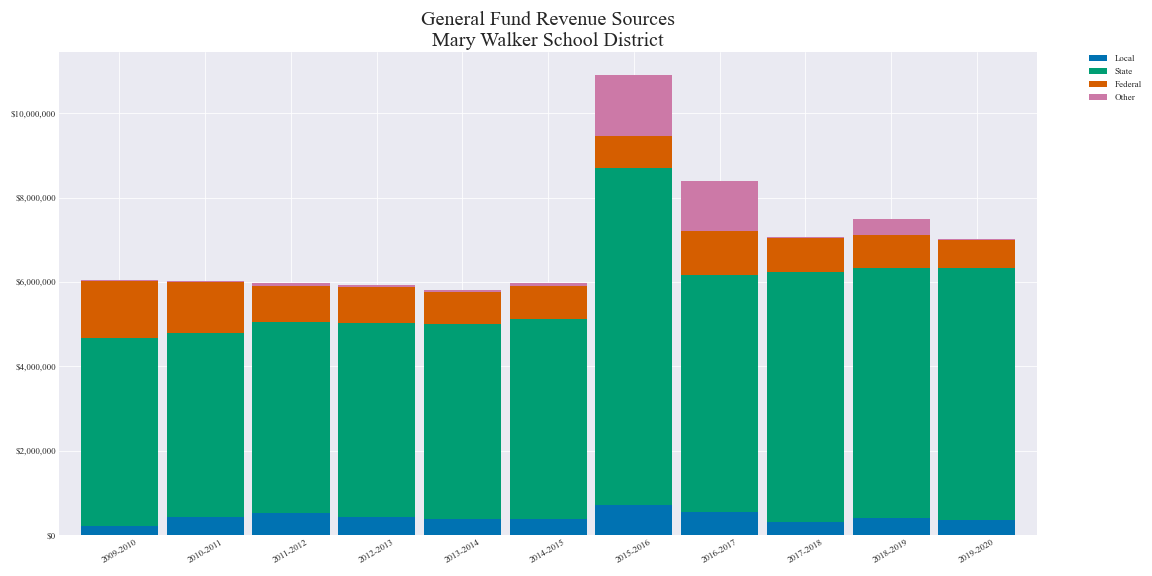 General Fund Revenue Sources
Mary Walker School District
Local
State
Federal
Other
$10,000,000
$8,000,000
$6,000,000
$4,000,000
$2,000,000
$0
2009-2010
2010-2011
2011-2012
2012-2013
2013-2014
2014-2015
2015-2016
2016-2017
2017-2018
2018-2019
2019-2020